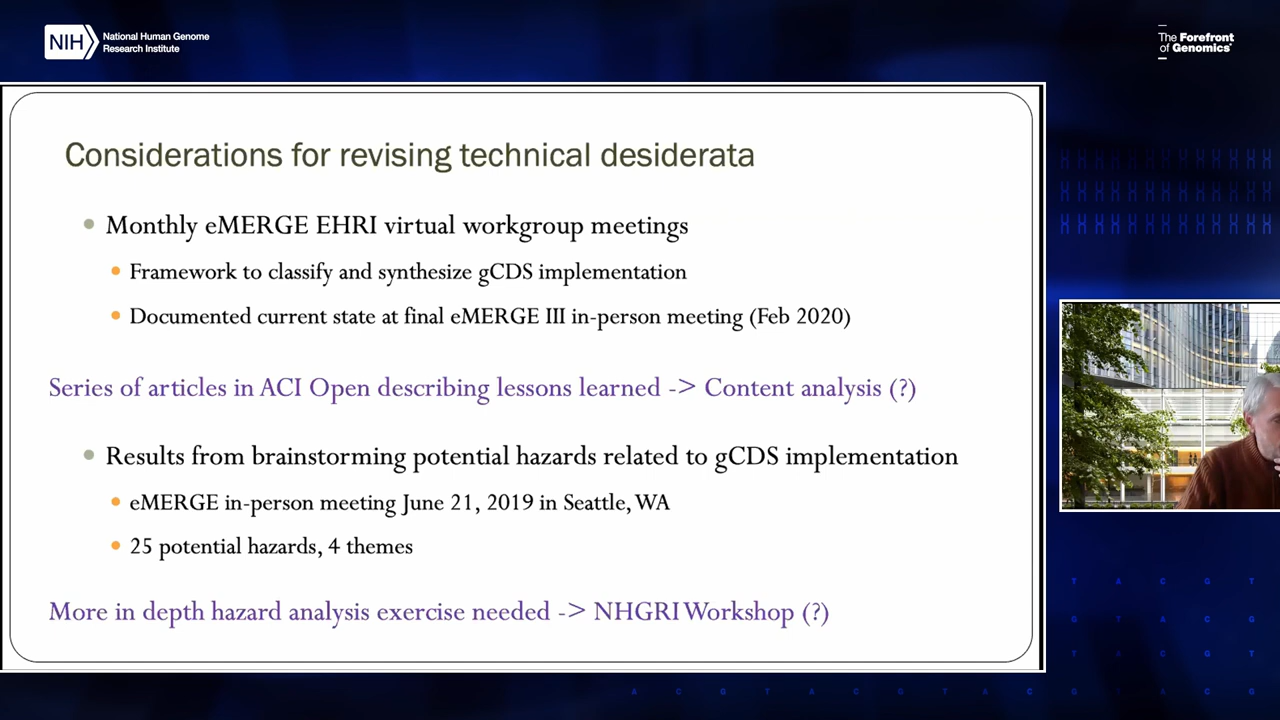 NIH
National Human Genome
Research Institute
The Forefront
of Genomics®
Considerations for revising technical desiderata
Monthly eMERGE EHRI virtual workgroup meetings
Framework to classify and synthesize gCDS implementation
Documented current state at final eMERGE III in-person meeting (Feb 2020)
Series of articles in ACI Open describing lessons learned -> Content analysis (?)
Results from brainstorming potential hazards related to gCDS implementation
eMERGE in-person meeting June 21, 2019 in Seattle, WA
25 potential hazards, 4 themes
More in depth hazard analysis exercise needed -> NHGRI Workshop (?)
T A C G T
G T A C G
T A C G T
A C G T A C G T A C G T A C G